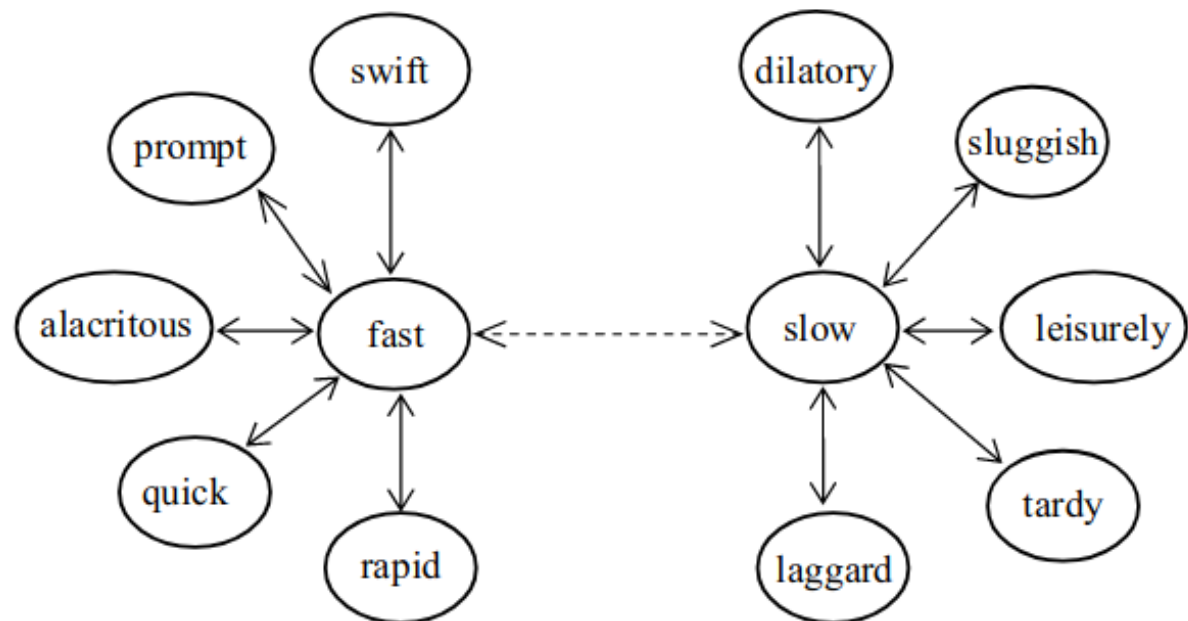 swift
dilatory
prompt
sluggish
alacritous
fast
slow
leisurely
quick
tardy
rapid
laggard